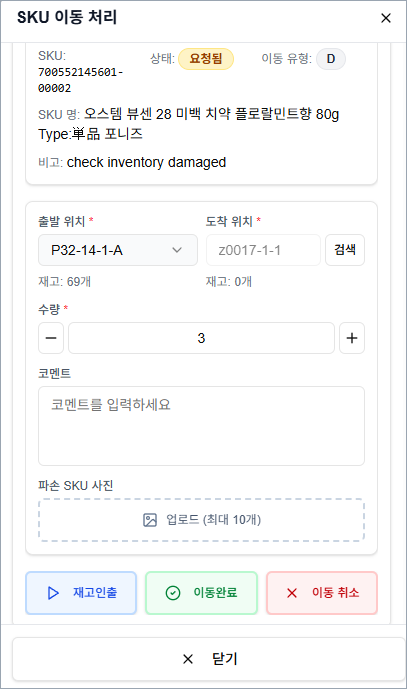 SKU 이동 처리
SKU: 상태: 요청됨 이동 유형: D
700552145601-
00002
SKU 명: 오스템 뷰센 28 미백 치약 플로랄민트향 80g
Type:単品 포니즈
비고: check inventory damaged
출발 위치 * 도착 위치 *
P32-14-1-A z0017-1-1 검색
재고: 69개 재고: 0개
수량 *
3
코멘트
코멘트를 입력하세요
파손 SKU 사진
업로드 (최대 10개)
재고인출 이동완료 이동 취소
닫기